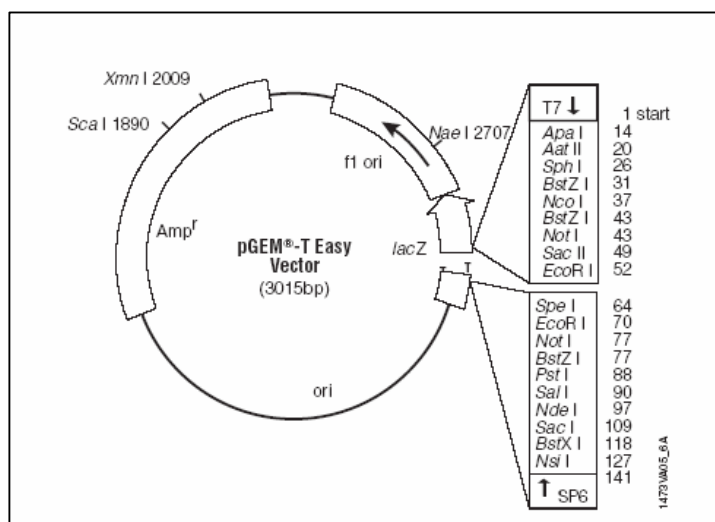 Xmn I 2009
Sca I 1890
Nae I 2707
f1 ori
Amp^r
pGEM®-T Easy
Vector
(3015bp)
lacZ
T T
ori
T7 ↓
1 start
Apa I 14
Aat II 20
Sph I 26
BstZ I 31
Nco I 37
BstZ I 43
Not I 43
Sac II 49
EcoR I 52
Spe I 64
EcoR I 70
Not I 77
BstZ I 77
Pst I 88
Sal I 90
Nde I 97
Sac I 109
BstX I 118
Nsi I 127
141
↑ SP6
1473VA05_6A